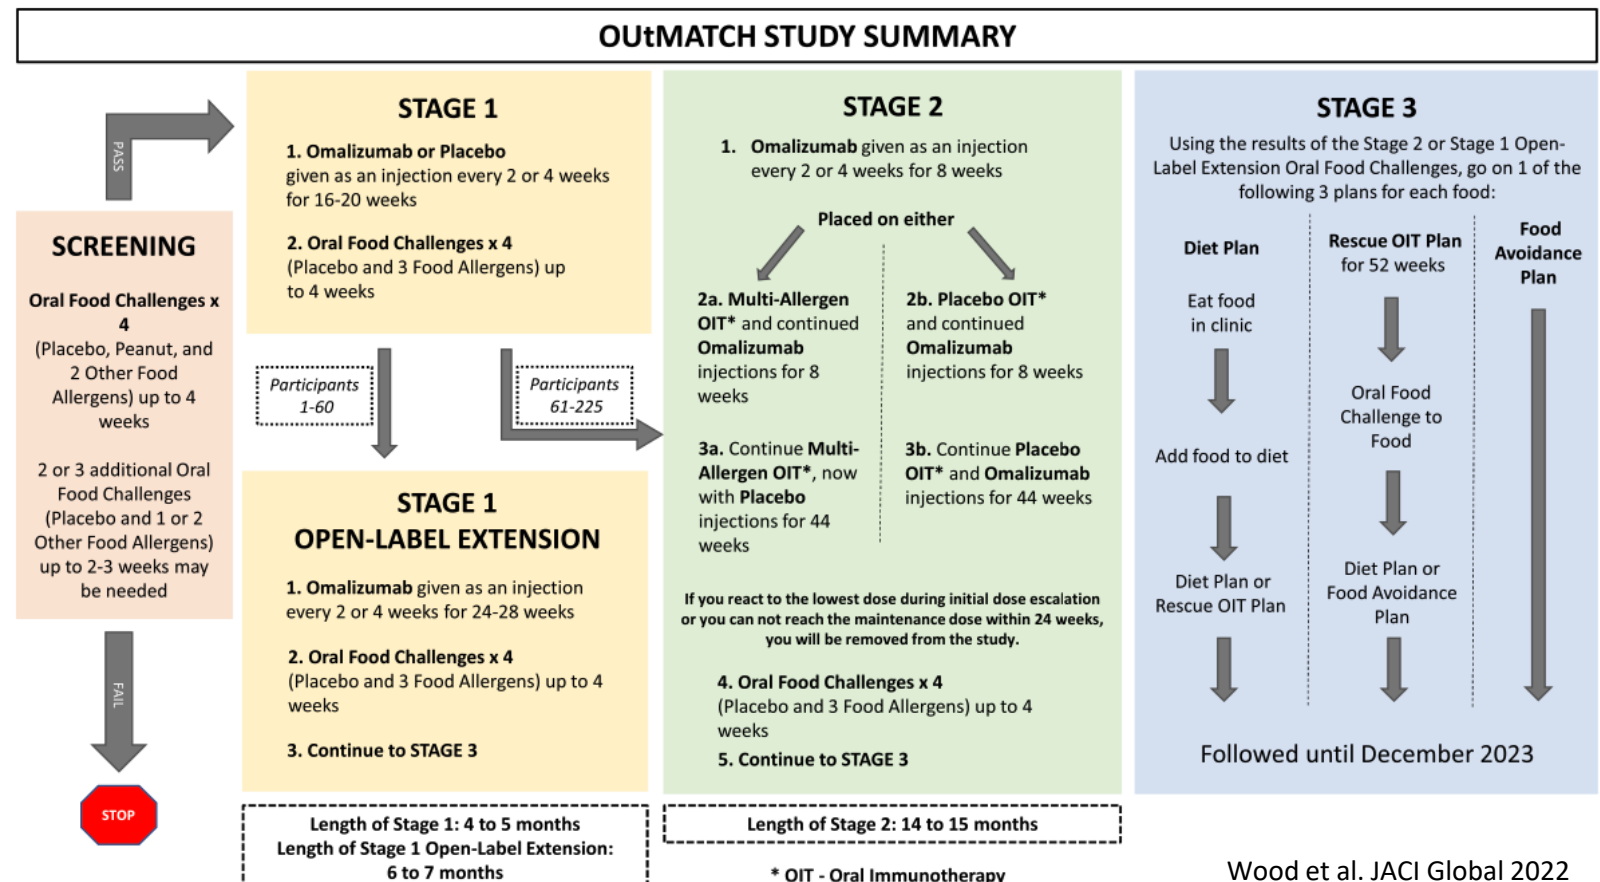 OUtMATCH STUDY SUMMARY
PASS
SCREENING
Oral Food Challenges x
4
(Placebo, Peanut, and
2 Other Food
Allergens) up to 4
weeks
2 or 3 additional Oral
Food Challenges
(Placebo and 1 or 2
Other Food Allergens)
up to 2-3 weeks may
be needed
FAIL
STOP
STAGE 1
1. Omalizumab or Placebo
given as an injection every 2 or 4 weeks
for 16-20 weeks
2. Oral Food Challenges x 4
(Placebo and 3 Food Allergens) up
to 4 weeks
Participants
1-60
Participants
61-225
STAGE 1
OPEN-LABEL EXTENSION
1. Omalizumab given as an injection
every 2 or 4 weeks for 24-28 weeks
2. Oral Food Challenges x 4
(Placebo and 3 Food Allergens) up to 4
weeks
3. Continue to STAGE 3
Length of Stage 1: 4 to 5 months
Length of Stage 1 Open-Label Extension:
6 to 7 months
STAGE 2
1. Omalizumab given as an injection
every 2 or 4 weeks for 8 weeks
Placed on either
2a. Multi-Allergen
OIT* and continued
Omalizumab
injections for 8
weeks
2b. Placebo OIT*
and continued
Omalizumab
injections for 8 weeks
3a. Continue Multi-
Allergen OIT*, now
with Placebo
injections for 44
weeks
3b. Continue Placebo
OIT* and Omalizumab
injections for 44 weeks
If you react to the lowest dose during initial dose escalation
or you can not reach the maintenance dose within 24 weeks,
you will be removed from the study.
4. Oral Food Challenges x 4
(Placebo and 3 Food Allergens) up to 4
weeks
5. Continue to STAGE 3
Length of Stage 2: 14 to 15 months
* OIT - Oral Immunotherapy
STAGE 3
Using the results of the Stage 2 or Stage 1 Open-
Label Extension Oral Food Challenges, go on 1 of the
following 3 plans for each food:
Diet Plan
Eat food
in clinic
Add food to diet
Diet Plan or
Rescue OIT Plan
Rescue OIT Plan
for 52 weeks
Oral Food
Challenge to
Food
Diet Plan or
Food Avoidance
Plan
Food
Avoidance
Plan
Followed until December 2023
Wood et al. JACI Global 2022